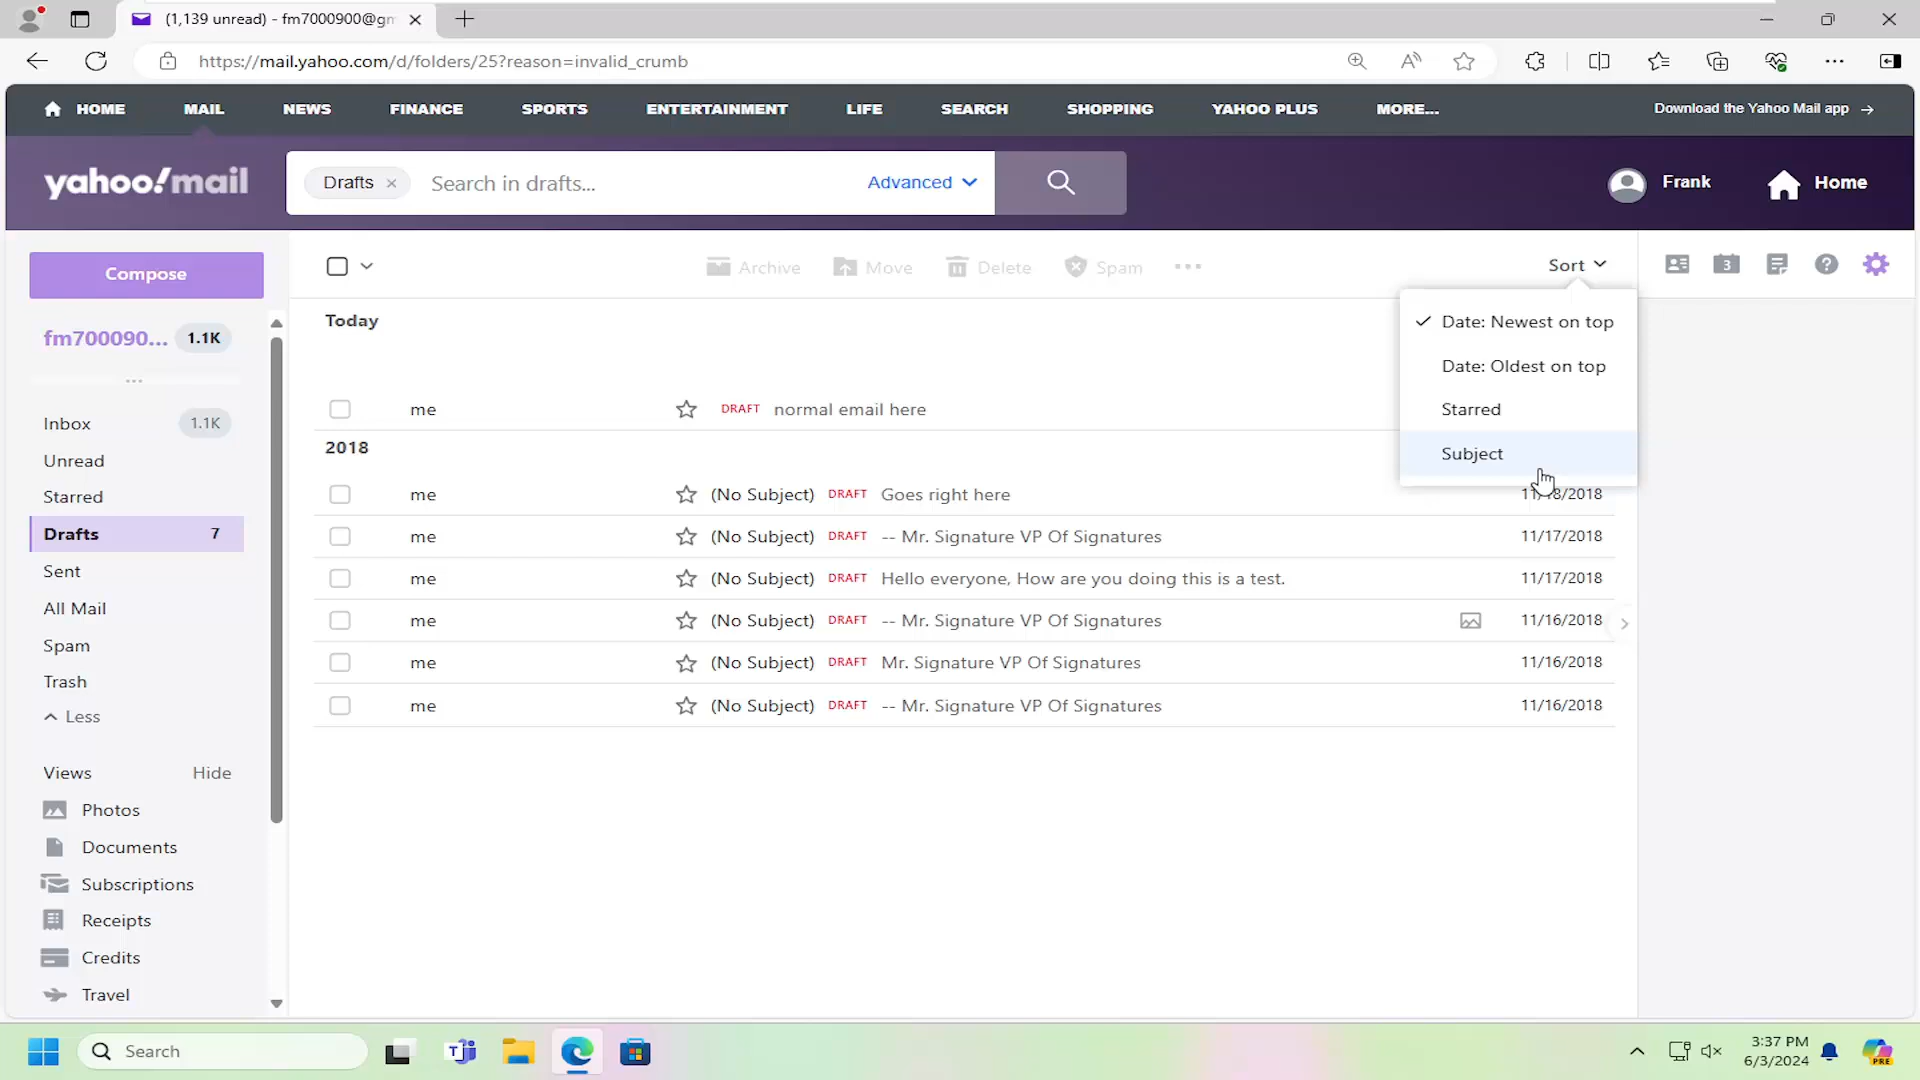 (1,139 unread) - fm7000900@gm
https://mail.yahoo.com/d/folders/25?reason=invalid_crumb
HOME MAIL NEWS FINANCE SPORTS ENTERTAINMENT LIFE SEARCH SHOPPING YAHOO PLUS MORE... Download the Yahoo Mail app →
yahoo!mail Drafts × Search in drafts... Advanced Frank Home
Compose
Archive Move Delete Spam ... Sort 3
fm700090... 1.1K
...
Inbox 1.1K
Unread
Starred
Drafts 7
Sent
All Mail
Spam
Trash
Less
Views Hide
Photos
Documents
Subscriptions
Receipts
Credits
Travel
Today
me DRAFT normal email here
2018
me (No Subject) DRAFT Goes right here 11/18/2018
me (No Subject) DRAFT -- Mr. Signature VP Of Signatures 11/17/2018
me (No Subject) DRAFT Hello everyone, How are you doing this is a test. 11/17/2018
me (No Subject) DRAFT -- Mr. Signature VP Of Signatures 11/16/2018
me (No Subject) DRAFT Mr. Signature VP Of Signatures 11/16/2018
me (No Subject) DRAFT -- Mr. Signature VP Of Signatures 11/16/2018
Date: Newest on top
Date: Oldest on top
Starred
Subject
Search
3:37 PM
6/3/2024
PRE